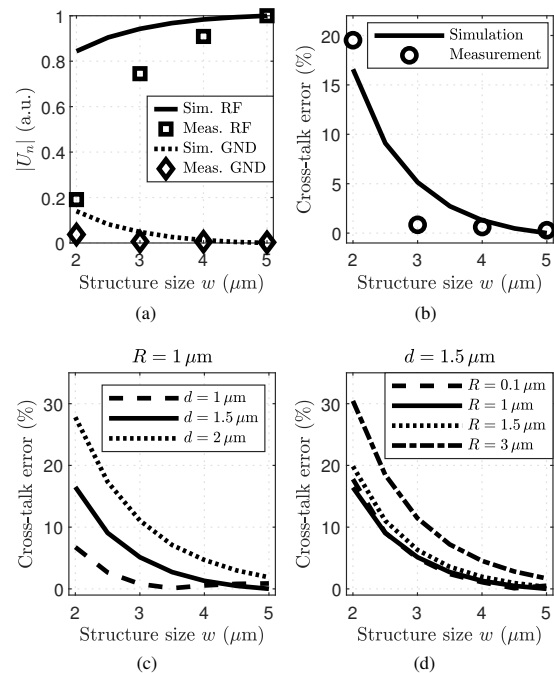 1
0.8
0.6
0.4
0.2
0
|U_n| (a.u.)
Sim. RF
Meas. RF
Sim. GND
Meas. GND
2 3 4 5
Structure size w (μm)
(a)
20
15
10
5
0
Cross-talk error (%)
Simulation
Measurement
2 3 4 5
Structure size w (μm)
(b)
R = 1 μm
30
20
10
0
Cross-talk error (%)
d = 1 μm
d = 1.5 μm
d = 2 μm
2 3 4 5
Structure size w (μm)
(c)
d = 1.5 μm
30
20
10
0
Cross-talk error (%)
R = 0.1 μm
R = 1 μm
R = 1.5 μm
R = 3 μm
2 3 4 5
Structure size w (μm)
(d)